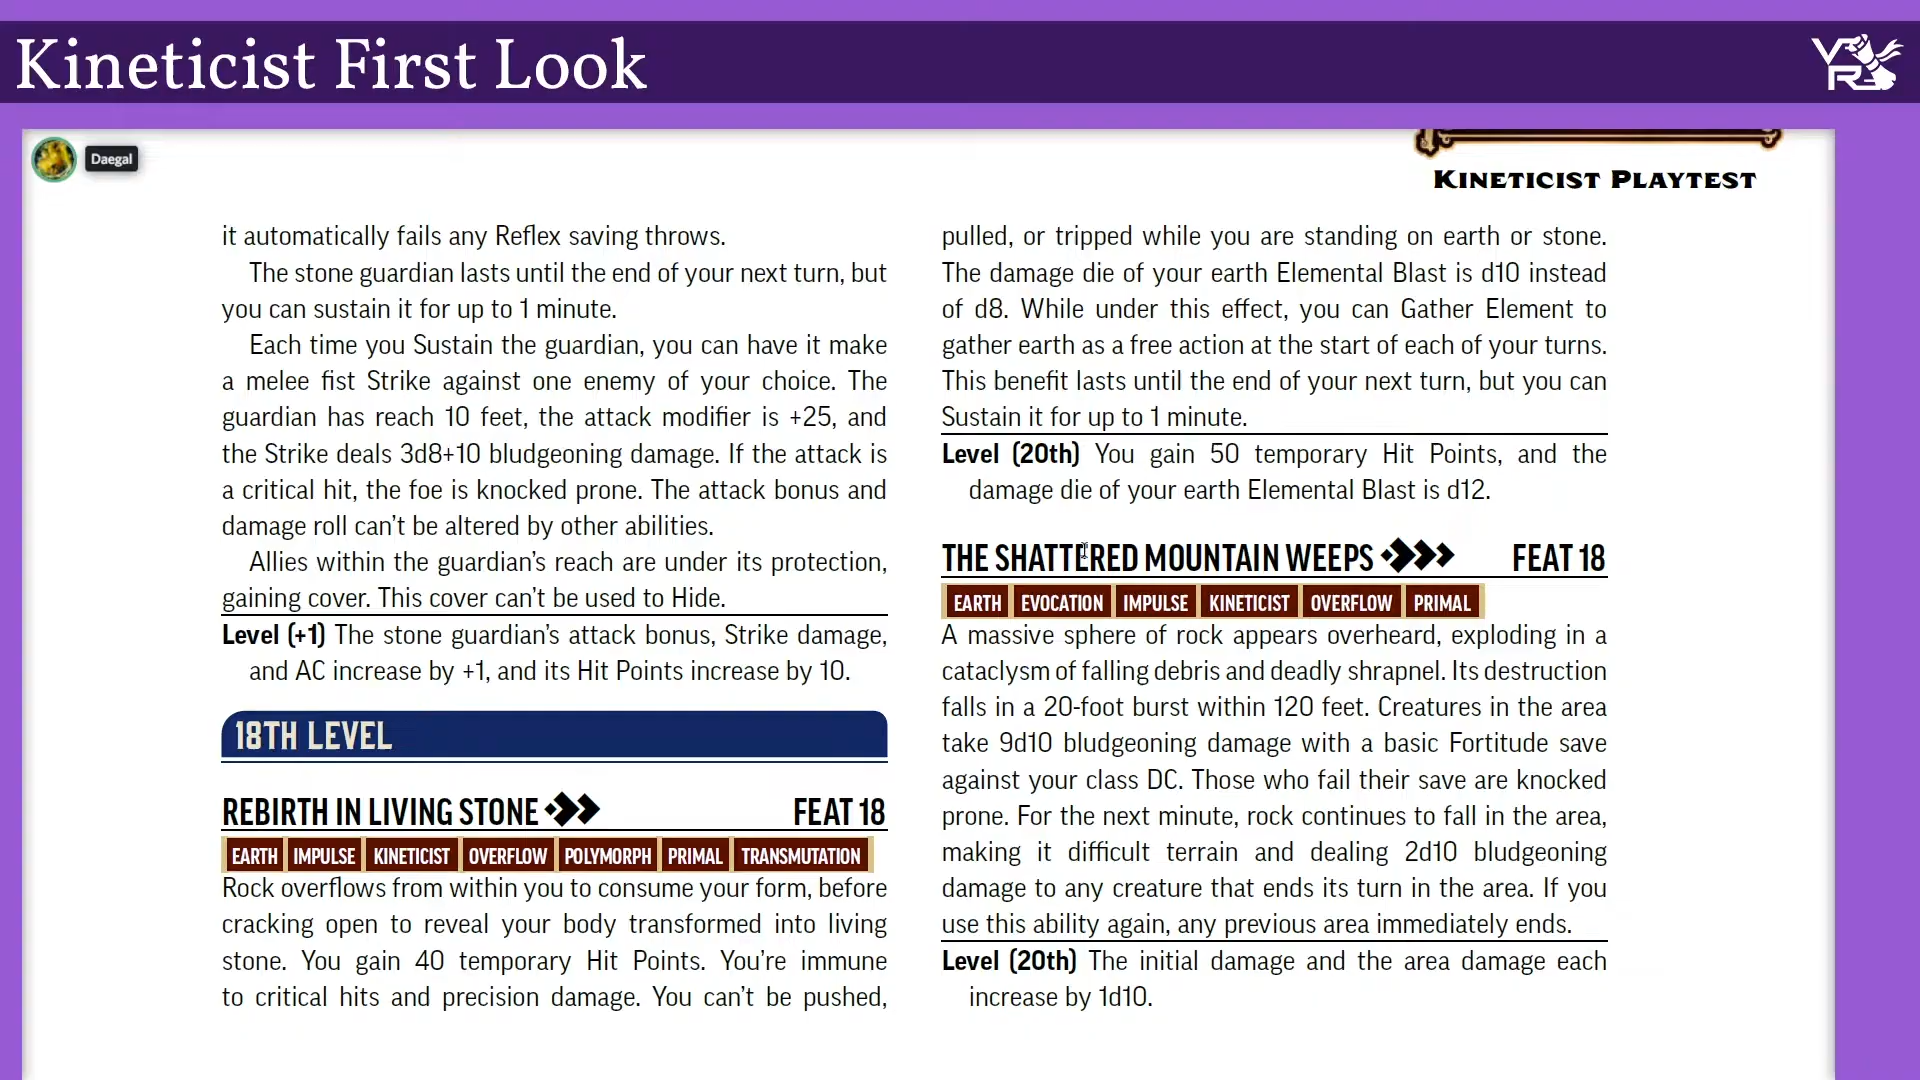 Kineticist First Look
VR
Daegal
KINETICIST PLAYTEST
it automatically fails any Reflex saving throws.
The stone guardian lasts until the end of your next turn, but
you can sustain it for up to 1 minute.
Each time you Sustain the guardian, you can have it make
a melee fist Strike against one enemy of your choice. The
guardian has reach 10 feet, the attack modifier is +25, and
the Strike deals 3d8+10 bludgeoning damage. If the attack is
a critical hit, the foe is knocked prone. The attack bonus and
damage roll can't be altered by other abilities.
Allies within the guardian's reach are under its protection,
gaining cover. This cover can't be used to Hide.
Level (+1) The stone guardian's attack bonus, Strike damage,
and AC increase by +1, and its Hit Points increase by 10.
18TH LEVEL
REBIRTH IN LIVING STONE FEAT 18
EARTH IMPULSE KINETICIST OVERFLOW POLYMORPH PRIMAL TRANSMUTATION
Rock overflows from within you to consume your form, before
cracking open to reveal your body transformed into living
stone. You gain 40 temporary Hit Points. You're immune
to critical hits and precision damage. You can't be pushed,
pulled, or tripped while you are standing on earth or stone.
The damage die of your earth Elemental Blast is d10 instead
of d8. While under this effect, you can Gather Element to
gather earth as a free action at the start of each of your turns.
This benefit lasts until the end of your next turn, but you can
Sustain it for up to 1 minute.
Level (20th) You gain 50 temporary Hit Points, and the
damage die of your earth Elemental Blast is d12.
THE SHATTERED MOUNTAIN WEEPS FEAT 18
EARTH EVOCATION IMPULSE KINETICIST OVERFLOW PRIMAL
A massive sphere of rock appears overheard, exploding in a
cataclysm of falling debris and deadly shrapnel. Its destruction
falls in a 20-foot burst within 120 feet. Creatures in the area
take 9d10 bludgeoning damage with a basic Fortitude save
against your class DC. Those who fail their save are knocked
prone. For the next minute, rock continues to fall in the area,
making it difficult terrain and dealing 2d10 bludgeoning
damage to any creature that ends its turn in the area. If you
use this ability again, any previous area immediately ends.
Level (20th) The initial damage and the area damage each
increase by 1d10.